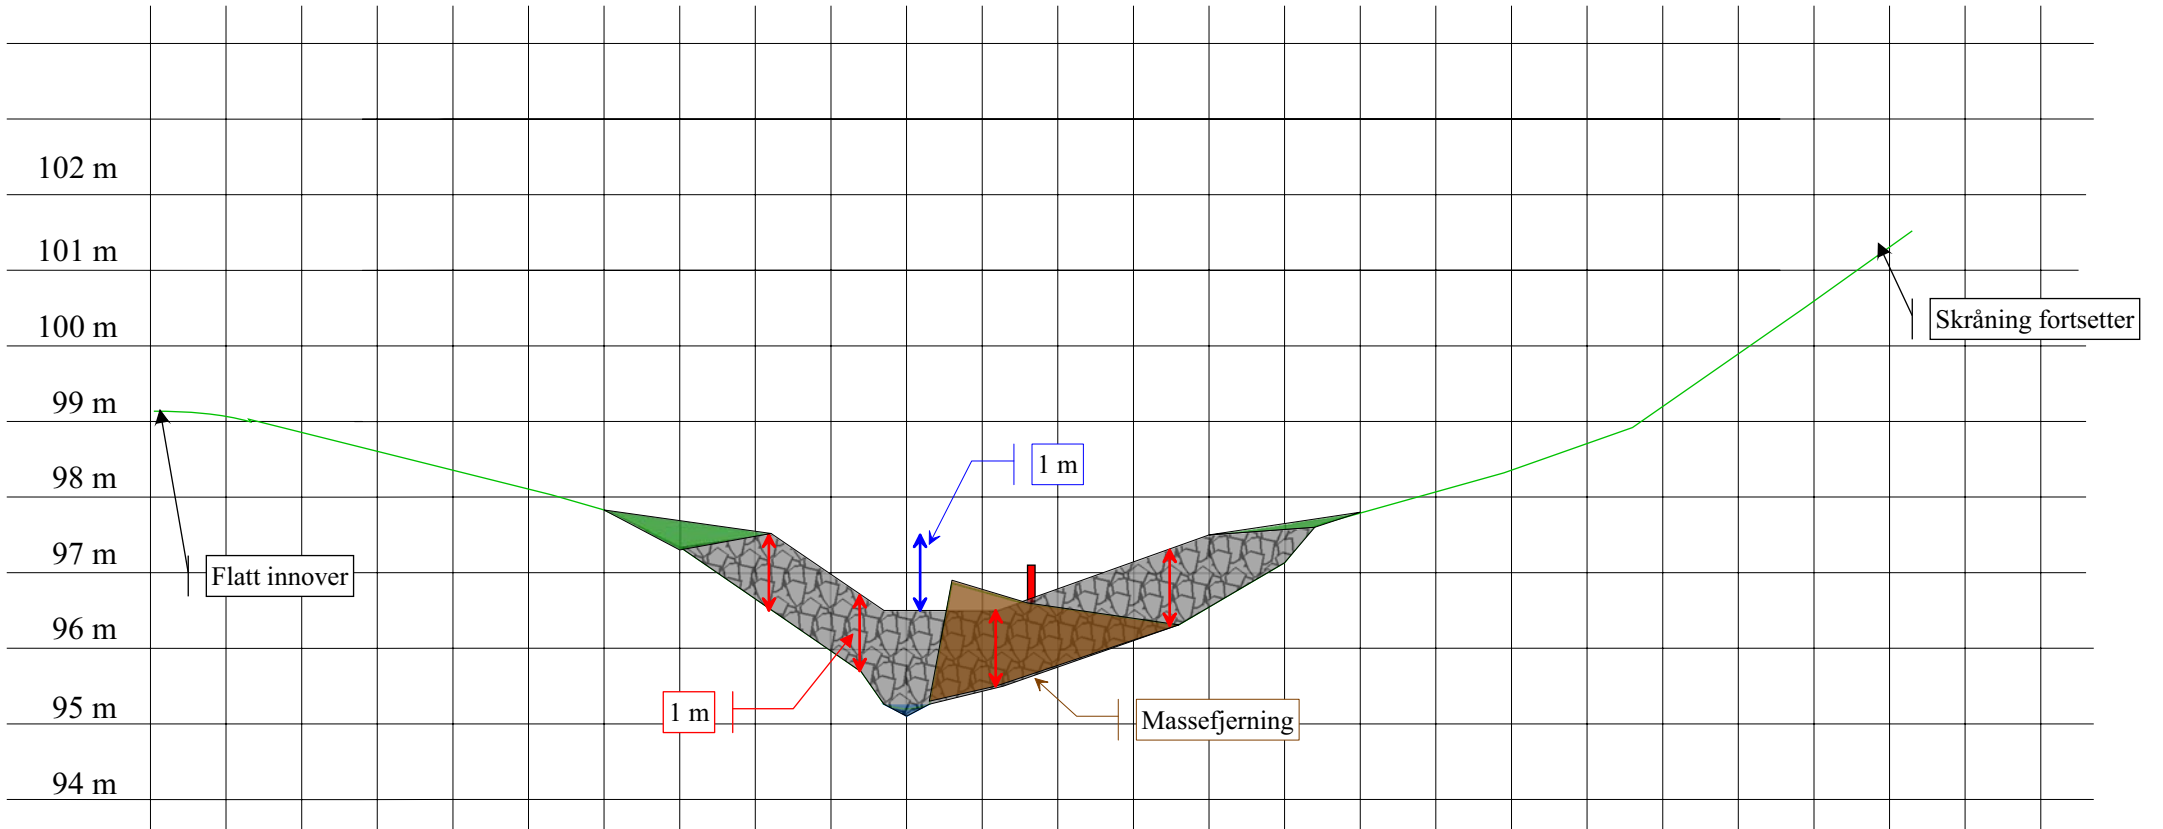 102 m
101 m
100 m
Skråning fortsetter
99 m
98 m
1 m
97 m
Flatt innover
96 m
95 m
1 m
Massefjerning
94 m